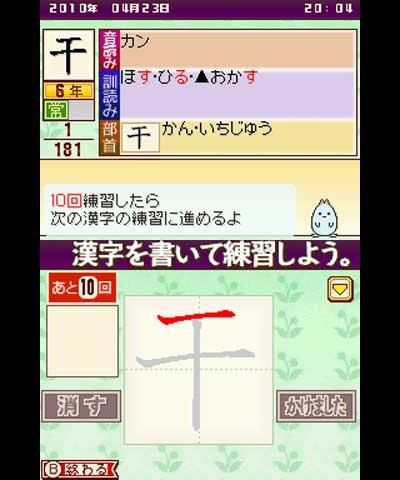 2010年 04月23日 20:04
干
音読み カン
6年
訓読み ほす・ひる・▲おかす
常
1
181
部首 干 かん・いちじゅう
10回練習したら
次の漢字の練習に進めるよ
漢字を書いて練習しよう。
あと10回
干
消す
かけました
B 終わる